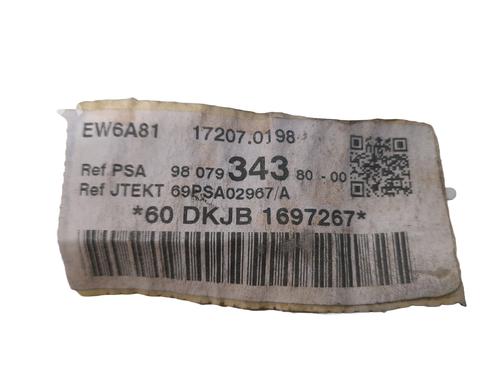 EW6A81 17207.0198
Ref PSA 98 079 343 80-00
Ref JTEKT 69PSA02967/A
*60 DKJB 1697267*